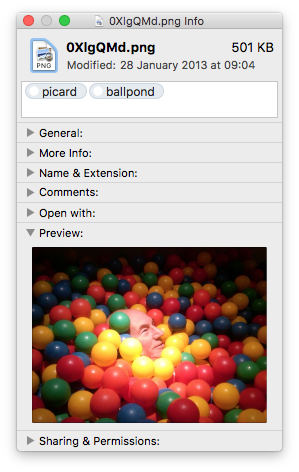 0XlgQMd.png Info
PNG
0XlgQMd.png 501 KB
Modified: 28 January 2013 at 09:04
picard ballpond
General:
More Info:
Name & Extension:
Comments:
Open with:
Preview:
Sharing & Permissions: